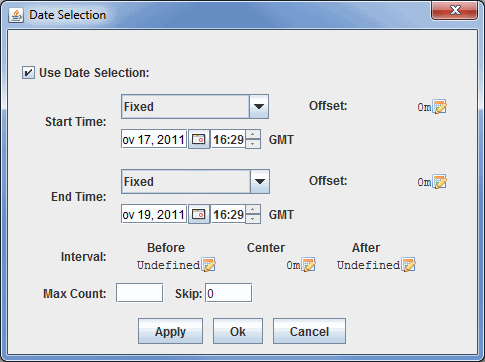 Date Selection
Use Date Selection:
Start Time: Fixed Offset: 0m
ov 17, 2011 16:29 GMT
End Time: Fixed Offset: 0m
ov 19, 2011 16:29 GMT
Before Center After
Interval: Undefined 0m Undefined
Max Count: Skip: 0
Apply Ok Cancel